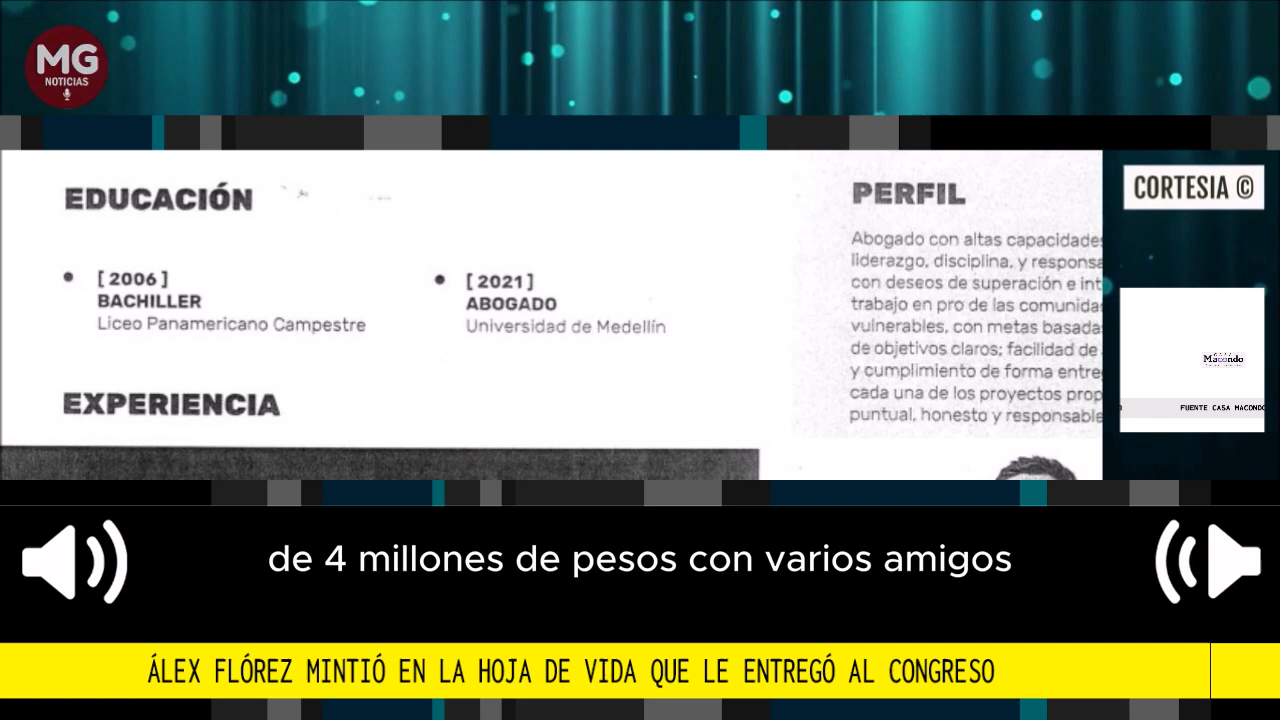 MG
NOTICIAS
CORTESIA ©
EDUCACIÓN
[ 2006 ]
BACHILLER
Liceo Panamericano Campestre
[ 2021 ]
ABOGADO
Universidad de Medellín
EXPERIENCIA
PERFIL
Abogado con altas capacidades
liderazgo, disciplina, y responsa
con deseos de superación e int
trabajo en pro de las comunida
vulnerables, con metas basada
de objetivos claros; facilidad de
y cumplimiento de forma entre
cada una de los proyectos prop
puntual, honesto y responsable
Macondo
FUENTE CASA MACONDO
de 4 millones de pesos con varios amigos
ÁLEX FLÓREZ MINTIÓ EN LA HOJA DE VIDA QUE LE ENTREGÓ AL CONGRESO